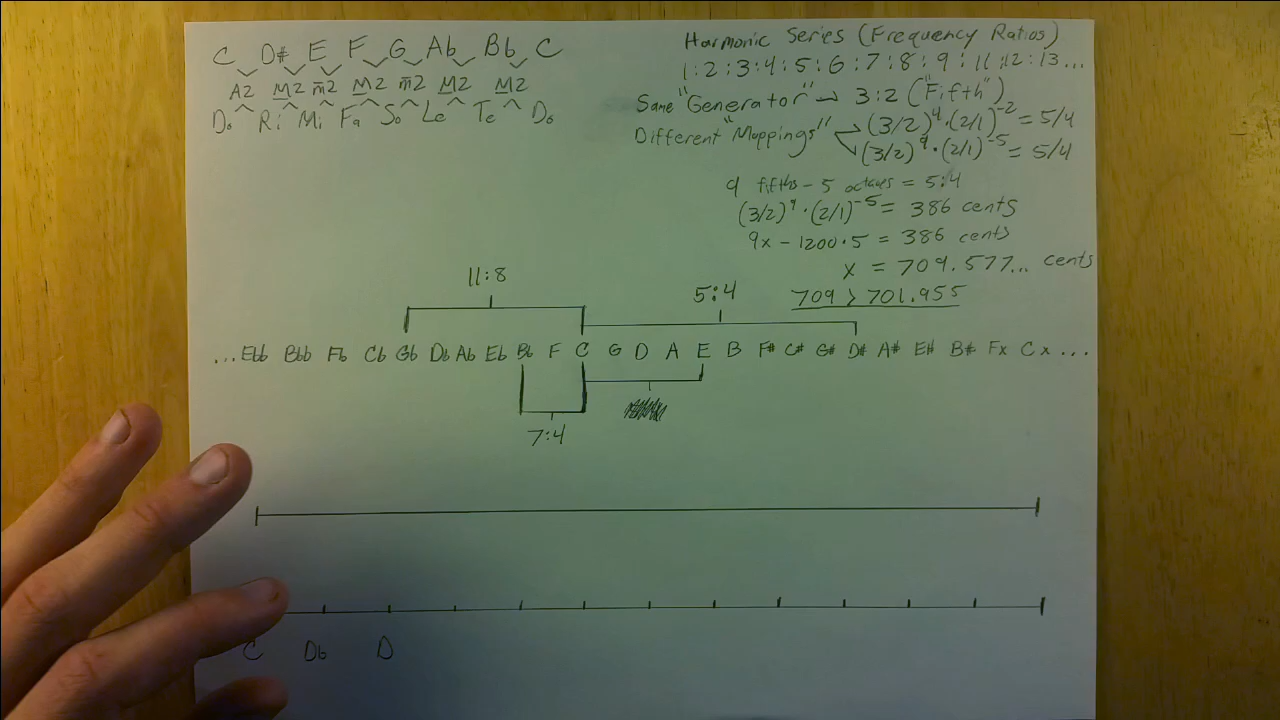 C D# E F G Ab Bb C
A2 M2 m2 M2 m2 M2 M2
Do Ri Mi Fa So Le Te Do
Harmonic Series (Frequency Ratios)
1:2:3:4:5:6:7:8:9:11:12:13...
Same "Generator" → 3:2 ("Fifth")
Different "Mappings" (3/2)⁴·(2/1)⁻² = 5/4
(3/2)⁹·(2/1)⁻⁵ = 5/4
9 fifths - 5 octaves = 5:4
(3/2)⁹·(2/1)⁻⁵ = 386 cents
9x - 1200·5 = 386 cents
x = 709.577... cents
709 > 701.955
11:8
5:4
...Ebb Bbb Fb Cb Gb Db Ab Eb Bb F C G D A E B F# C# G# D# A# E# B# Fx Cx...
7:4
C Db D